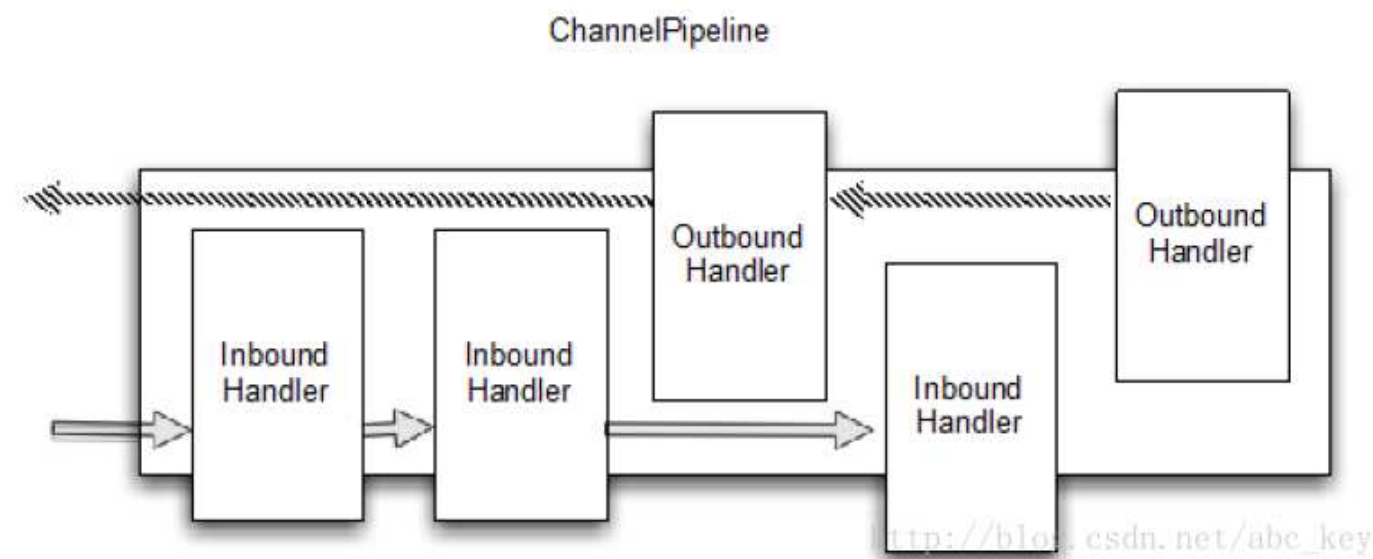 ChannelPipeline
Outbound
Handler
Outbound
Handler
Inbound
Handler
Inbound
Handler
Inbound
Handler
http://blog.csdn.net/abc_key